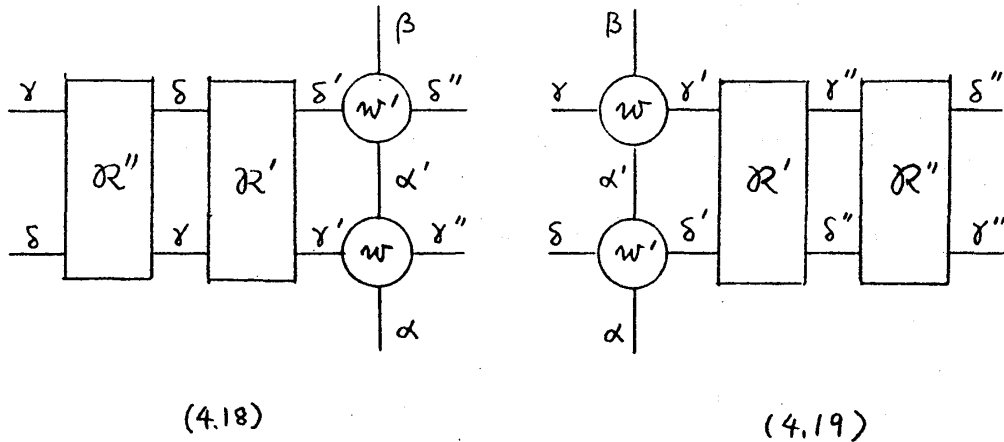 β β
γ δ δ' w' δ'' γ w γ' γ'' δ''
ℛ'' ℛ' α' α' ℛ' ℛ''
δ γ γ' w γ'' δ w' δ' δ'' γ''
α α
(4.18) (4.19)